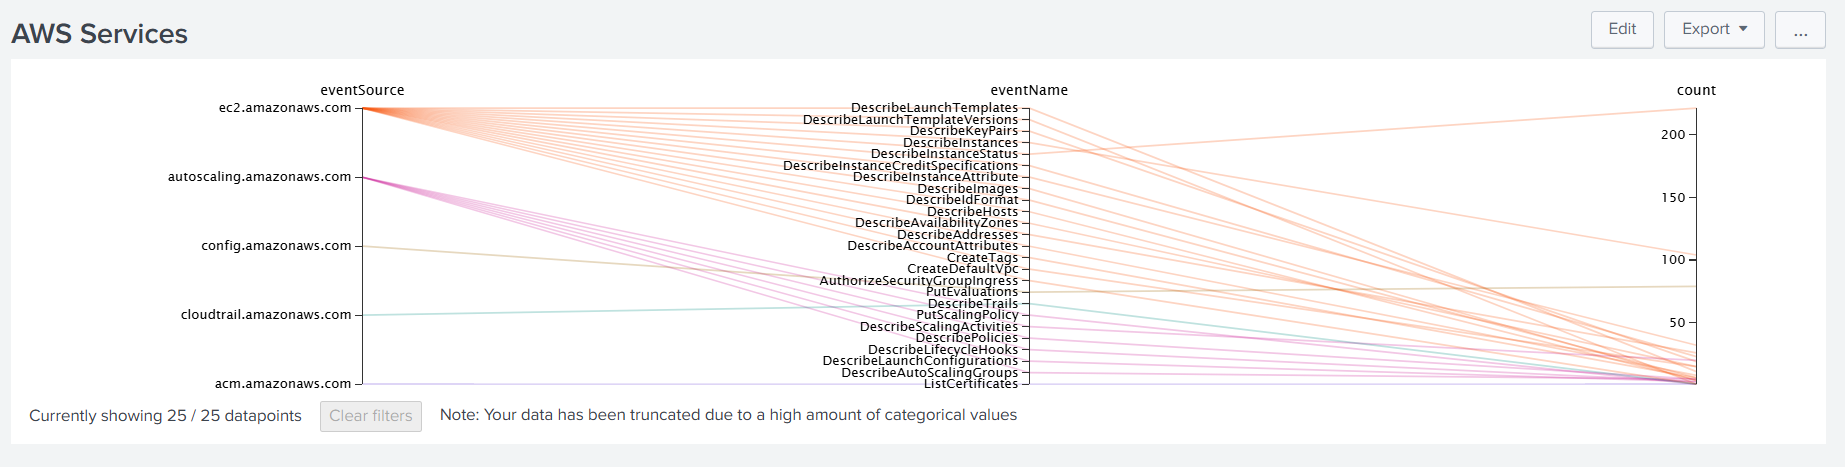 AWS Services
Edit
Export
...
eventSource
eventName
count
ec2.amazonaws.com
autoscaling.amazonaws.com
config.amazonaws.com
cloudtrail.amazonaws.com
acm.amazonaws.com
DescribeLaunchTemplates
DescribeLaunchTemplateVersions
DescribeKeyPairs
DescribeInstances
DescribeInstanceStatus
DescribeInstanceCreditSpecifications
DescribeInstanceAttribute
DescribeImages
DescribeIdFormat
DescribeHosts
DescribeAvailabilityZones
DescribeAddresses
DescribeAccountAttributes
CreateTags
CreateDefaultVpc
AuthorizeSecurityGroupIngress
PutEvaluations
DescribeTrails
PutScalingPolicy
DescribeScalingActivities
DescribePolicies
DescribeLifecycleHooks
DescribeLaunchConfigurations
DescribeAutoScalingGroups
ListCertificates
200
150
100
50
Currently showing 25 / 25 datapoints
Clear filters
Note: Your data has been truncated due to a high amount of categorical values